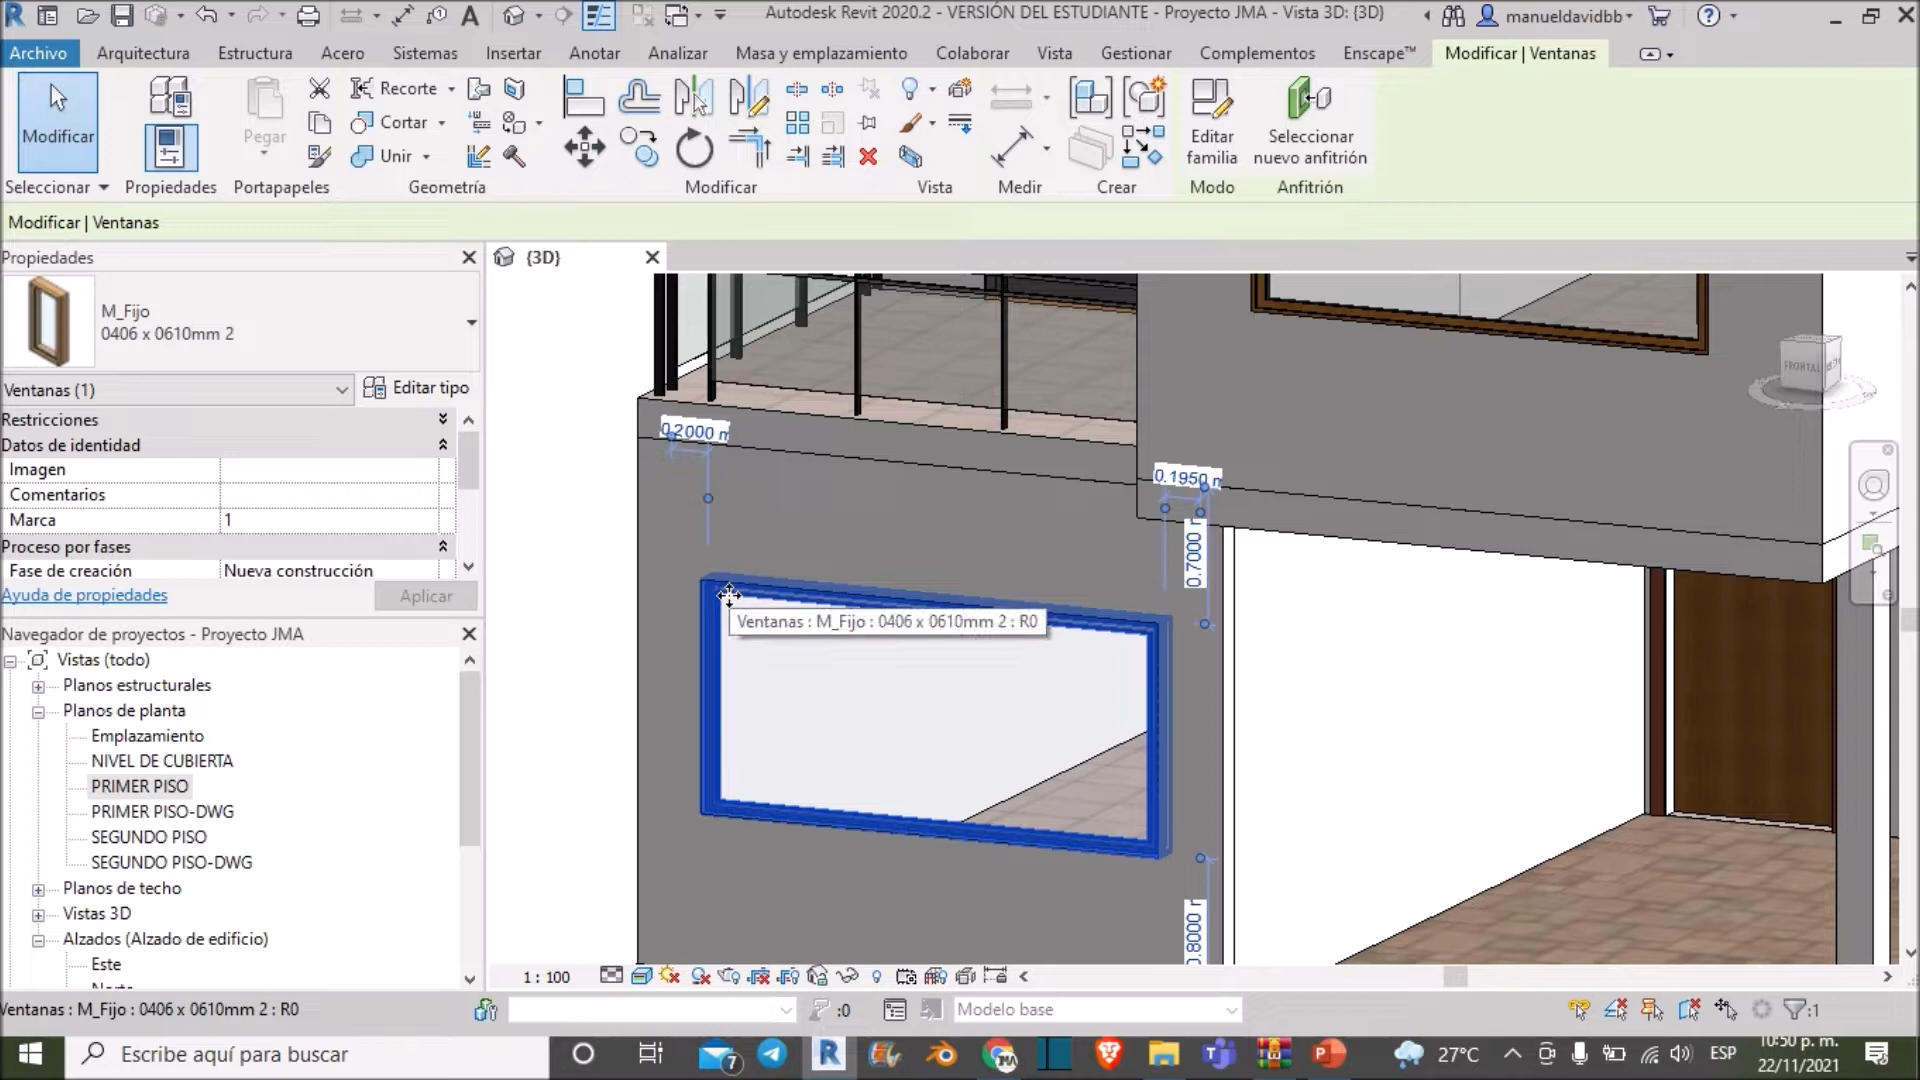 Autodesk Revit 2020.2 - VERSIÓN DEL ESTUDIANTE - Proyecto JMA - Vista 3D: {3D}
manueldavidbb
Archivo Arquitectura Estructura Acero Sistemas Insertar Anotar Analizar Masa y emplazamiento Colaborar Vista Gestionar Complementos Enscape™ Modificar | Ventanas
Modificar
Pegar
Recorte
Cortar
Unir
Editar familia
Seleccionar nuevo anfitrión
Seleccionar Propiedades Portapapeles Geometría Modificar Vista Medir Crear Modo Anfitrión
Modificar | Ventanas
Propiedades
M_Fijo
0406 x 0610mm 2
Ventanas (1) Editar tipo
Restricciones
Datos de identidad
Imagen
Comentarios
Marca 1
Proceso por fases
Fase de creación Nueva construcción
Ayuda de propiedades Aplicar
Navegador de proyectos - Proyecto JMA
Vistas (todo)
Planos estructurales
Planos de planta
Emplazamiento
NIVEL DE CUBIERTA
PRIMER PISO
PRIMER PISO-DWG
SEGUNDO PISO
SEGUNDO PISO-DWG
Planos de techo
Vistas 3D
Alzados (Alzado de edificio)
Este
{3D}
FRONTAL
0.2000 m
0.1950 m
0.7000 m
Ventanas : M_Fijo : 0406 x 0610mm 2 : R0
0.8000 m
1 : 100
Ventanas : M_Fijo : 0406 x 0610mm 2 : R0
:0
Modelo base
:1
Escribe aquí para buscar
7
27°C
ESP
10:50 p. m.
22/11/2021